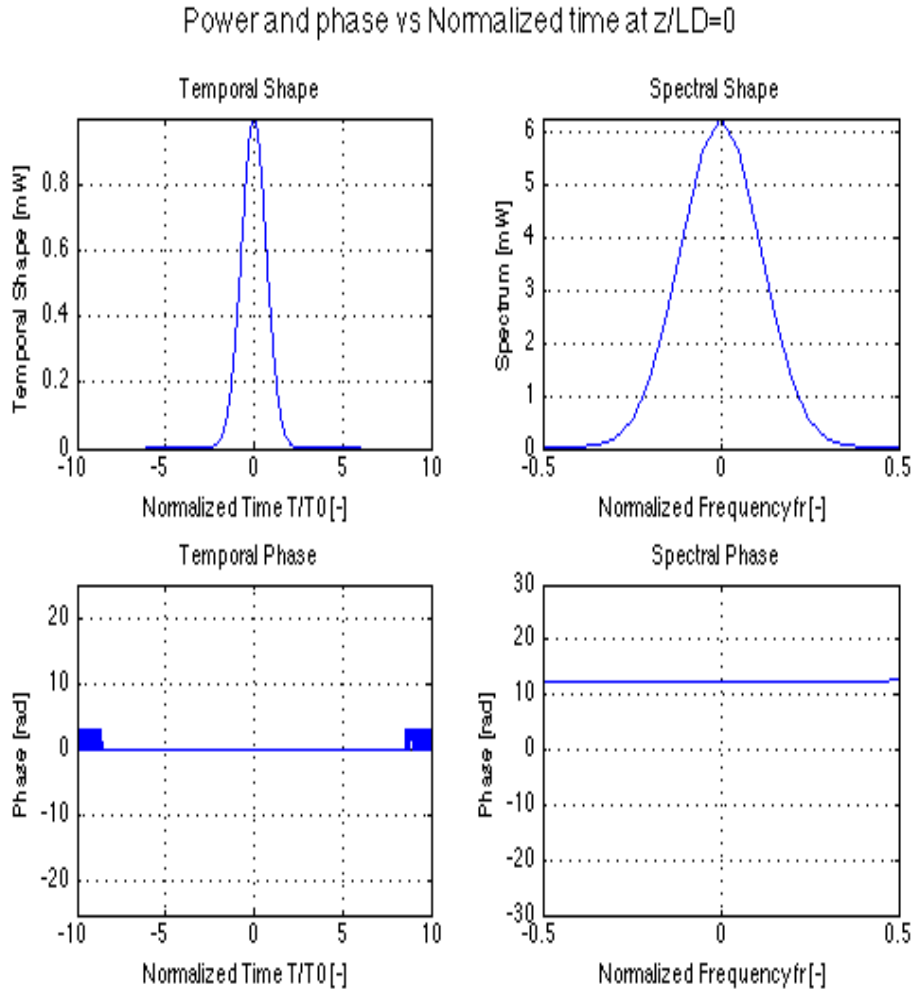 Power and phase vs Normalized time at z/LD=0
Temporal Shape
Temporal Shape [mW]
0.8
0.6
0.4
0.2
0
-10 -5 0 5 10
Normalized Time T/T0 [-]
Spectral Shape
Spectrum [mW]
6
5
4
3
2
1
0
-0.5 0 0.5
Normalized Frequency fr [-]
Temporal Phase
Phase [rad]
20
10
0
-10
-20
-10 -5 0 5 10
Normalized Time T/T0 [-]
Spectral Phase
Phase [rad]
30
20
10
0
-10
-20
-30
-0.5 0 0.5
Normalized Frequency fr [-]